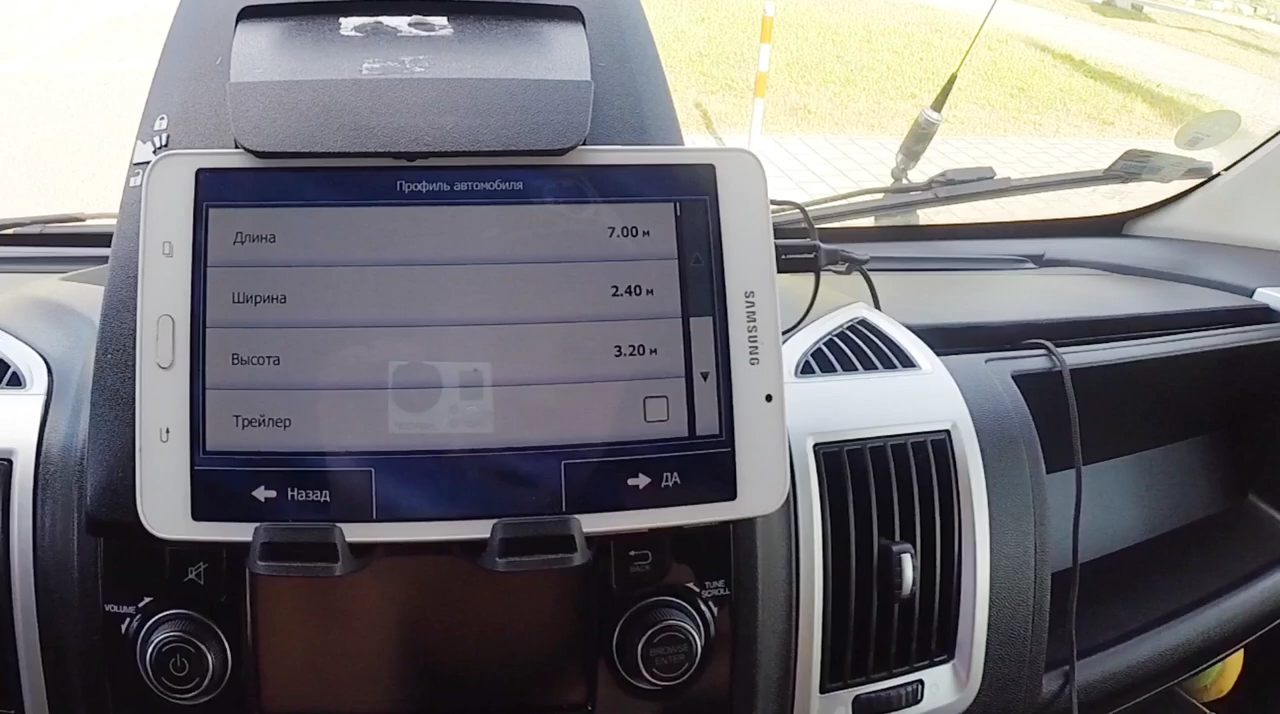 Профиль автомобиля
Длина 7.00 м
Ширина 2.40 м
Высота 3.20 м
Трейлер
Назад ДА
SAMSUNG
VOLUME
BACK
TUNE
SCROLL
BROWSE
ENTER